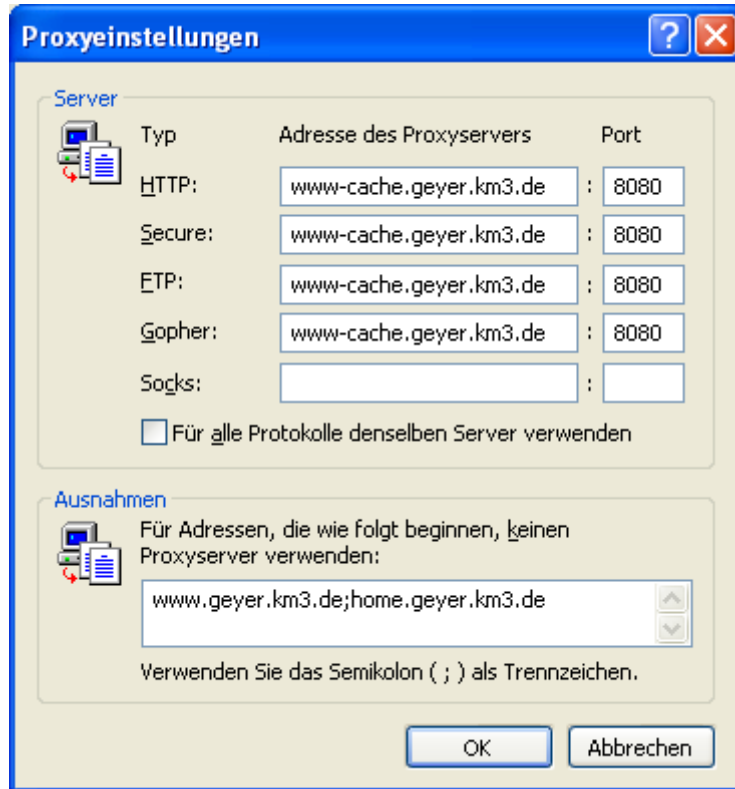 Proxyeinstellungen
Server
Typ Adresse des Proxyservers Port
HTTP: www-cache.geyer.km3.de : 8080
Secure: www-cache.geyer.km3.de : 8080
FTP: www-cache.geyer.km3.de : 8080
Gopher: www-cache.geyer.km3.de : 8080
Socks: :
Für alle Protokolle denselben Server verwenden
Ausnahmen
Für Adressen, die wie folgt beginnen, keinen
Proxyserver verwenden:
www.geyer.km3.de;home.geyer.km3.de
Verwenden Sie das Semikolon ( ; ) als Trennzeichen.
OK Abbrechen